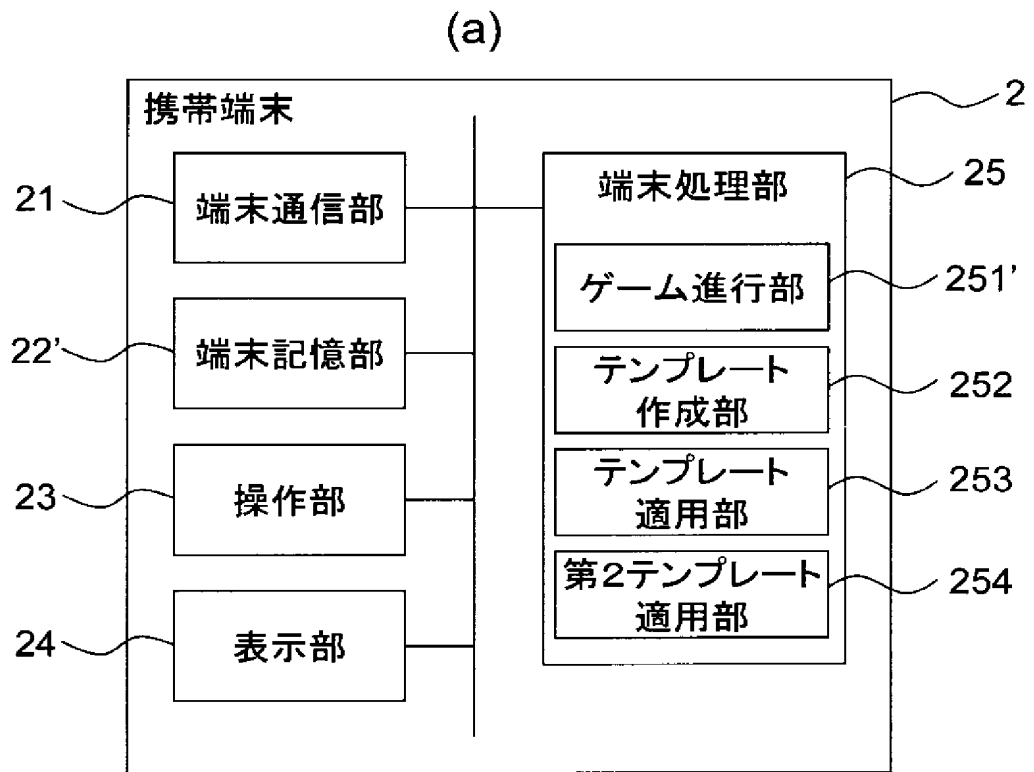 (a)
携帯端末
2
21
端末通信部
22’
端末記憶部
23
操作部
24
表示部
端末処理部
25
ゲーム進行部
251’
テンプレート
作成部
252
テンプレート
適用部
253
第2テンプレート
適用部
254